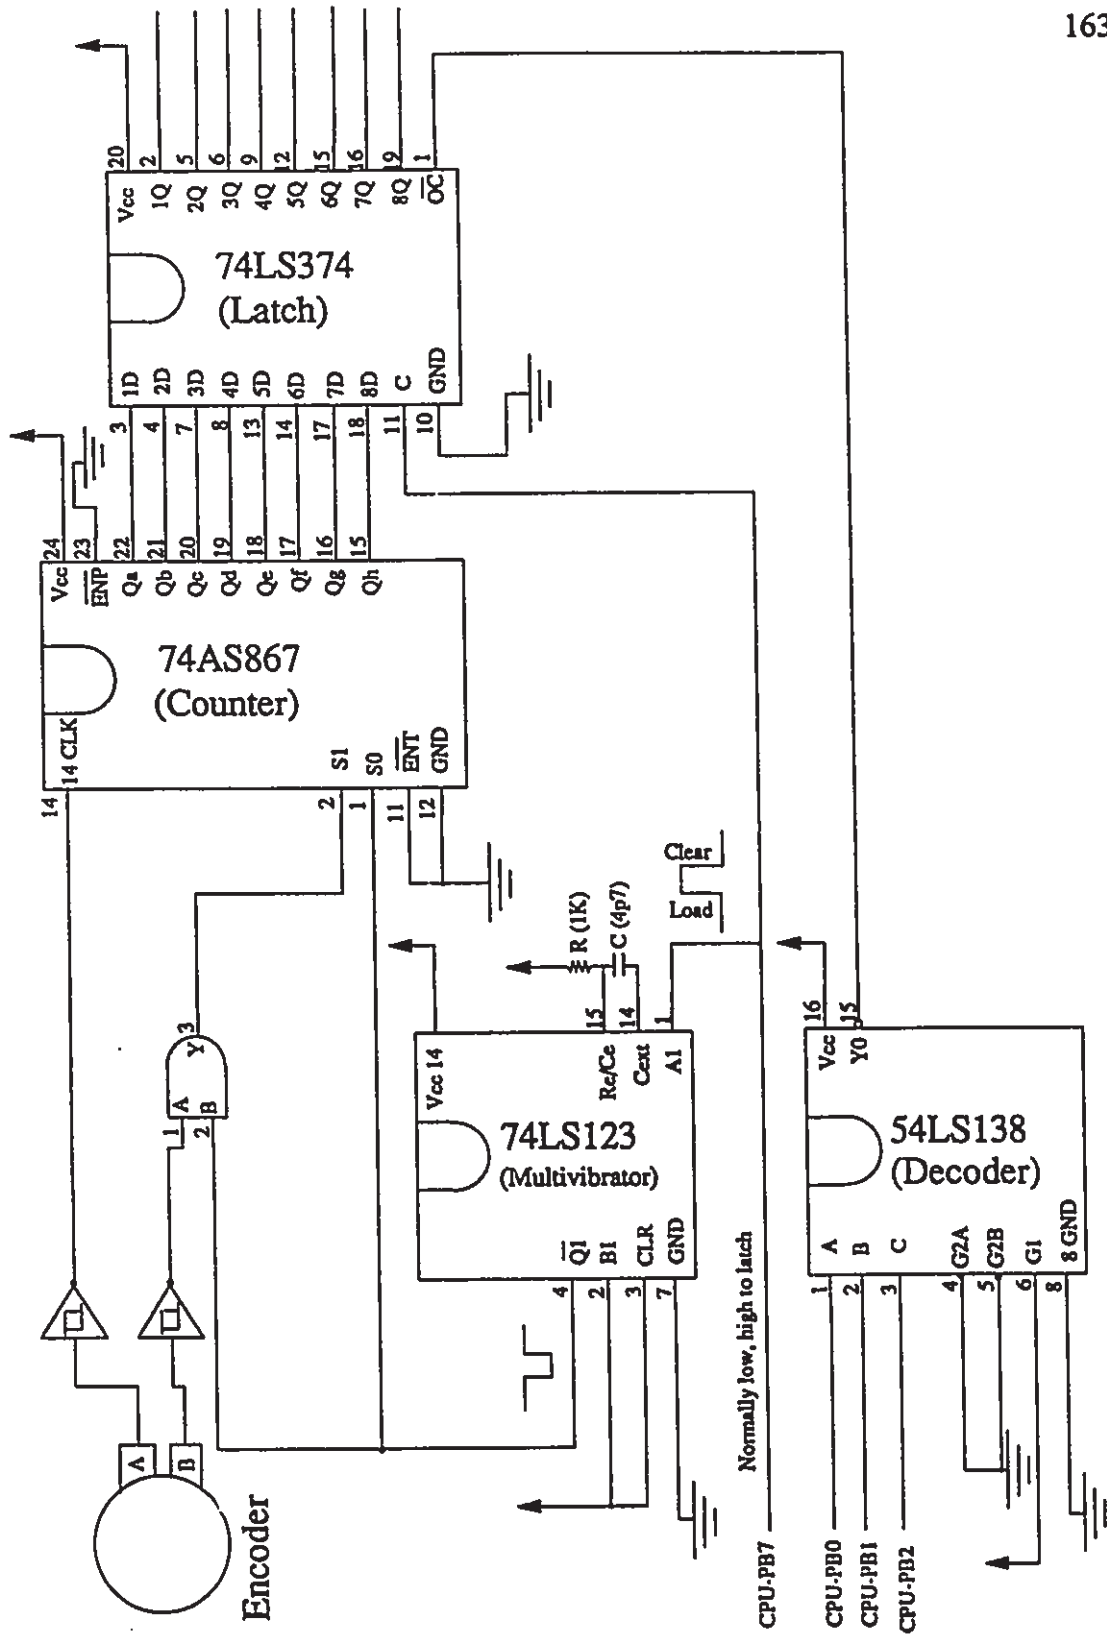 163
Encoder
A
B
A
B
Y
1
2
3
14
14 CLK
74AS867
(Counter)
S1
S0
ENT
GND
2
1
11
12
Vcc
ENP
Qa
Qb
Qc
Qd
Qe
Qf
Qg
Qh
24
23
22
21
20
19
18
17
16
15
3
4
7
8
13
14
17
18
11
10
1D
2D
3D
4D
5D
6D
7D
8D
C
GND
74LS374
(Latch)
Vcc
1Q
2Q
3Q
4Q
5Q
6Q
7Q
8Q
OC
20
2
5
6
9
12
15
16
19
1
4
2
3
7
Q1
B1
CLR
GND
74LS123
(Multivibrator)
Vcc 14
Re/Ce
Cext
A1
15
14
1
R (1K)
C (4p7)
Load
Clear
Normally low, high to latch
CPU-PB7
CPU-PB0
CPU-PB1
CPU-PB2
1
2
3
4
5
6
8
A
B
C
G2A
G2B
G1
8 GND
54LS138
(Decoder)
Vcc
Y0
16
15